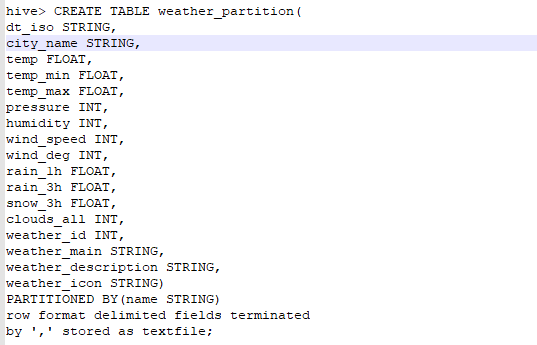 hive> CREATE TABLE weather_partition(
dt_iso STRING,
city_name STRING,
temp FLOAT,
temp_min FLOAT,
temp_max FLOAT,
pressure INT,
humidity INT,
wind_speed INT,
wind_deg INT,
rain_1h FLOAT,
rain_3h FLOAT,
snow_3h FLOAT,
clouds_all INT,
weather_id INT,
weather_main STRING,
weather_description STRING,
weather_icon STRING)
PARTITIONED BY(name STRING)
row format delimited fields terminated
by ',' stored as textfile;